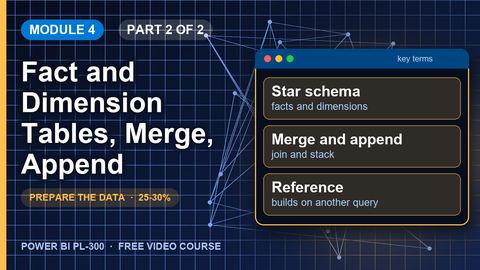 MODULE 4
PART 2 OF 2
Fact and
Dimension
Tables, Merge,
Append
PREPARE THE DATA · 25-30%
POWER BI PL-300 · FREE VIDEO COURSE
key terms
Star schema
facts and dimensions
Merge and append
join and stack
Reference
builds on another query